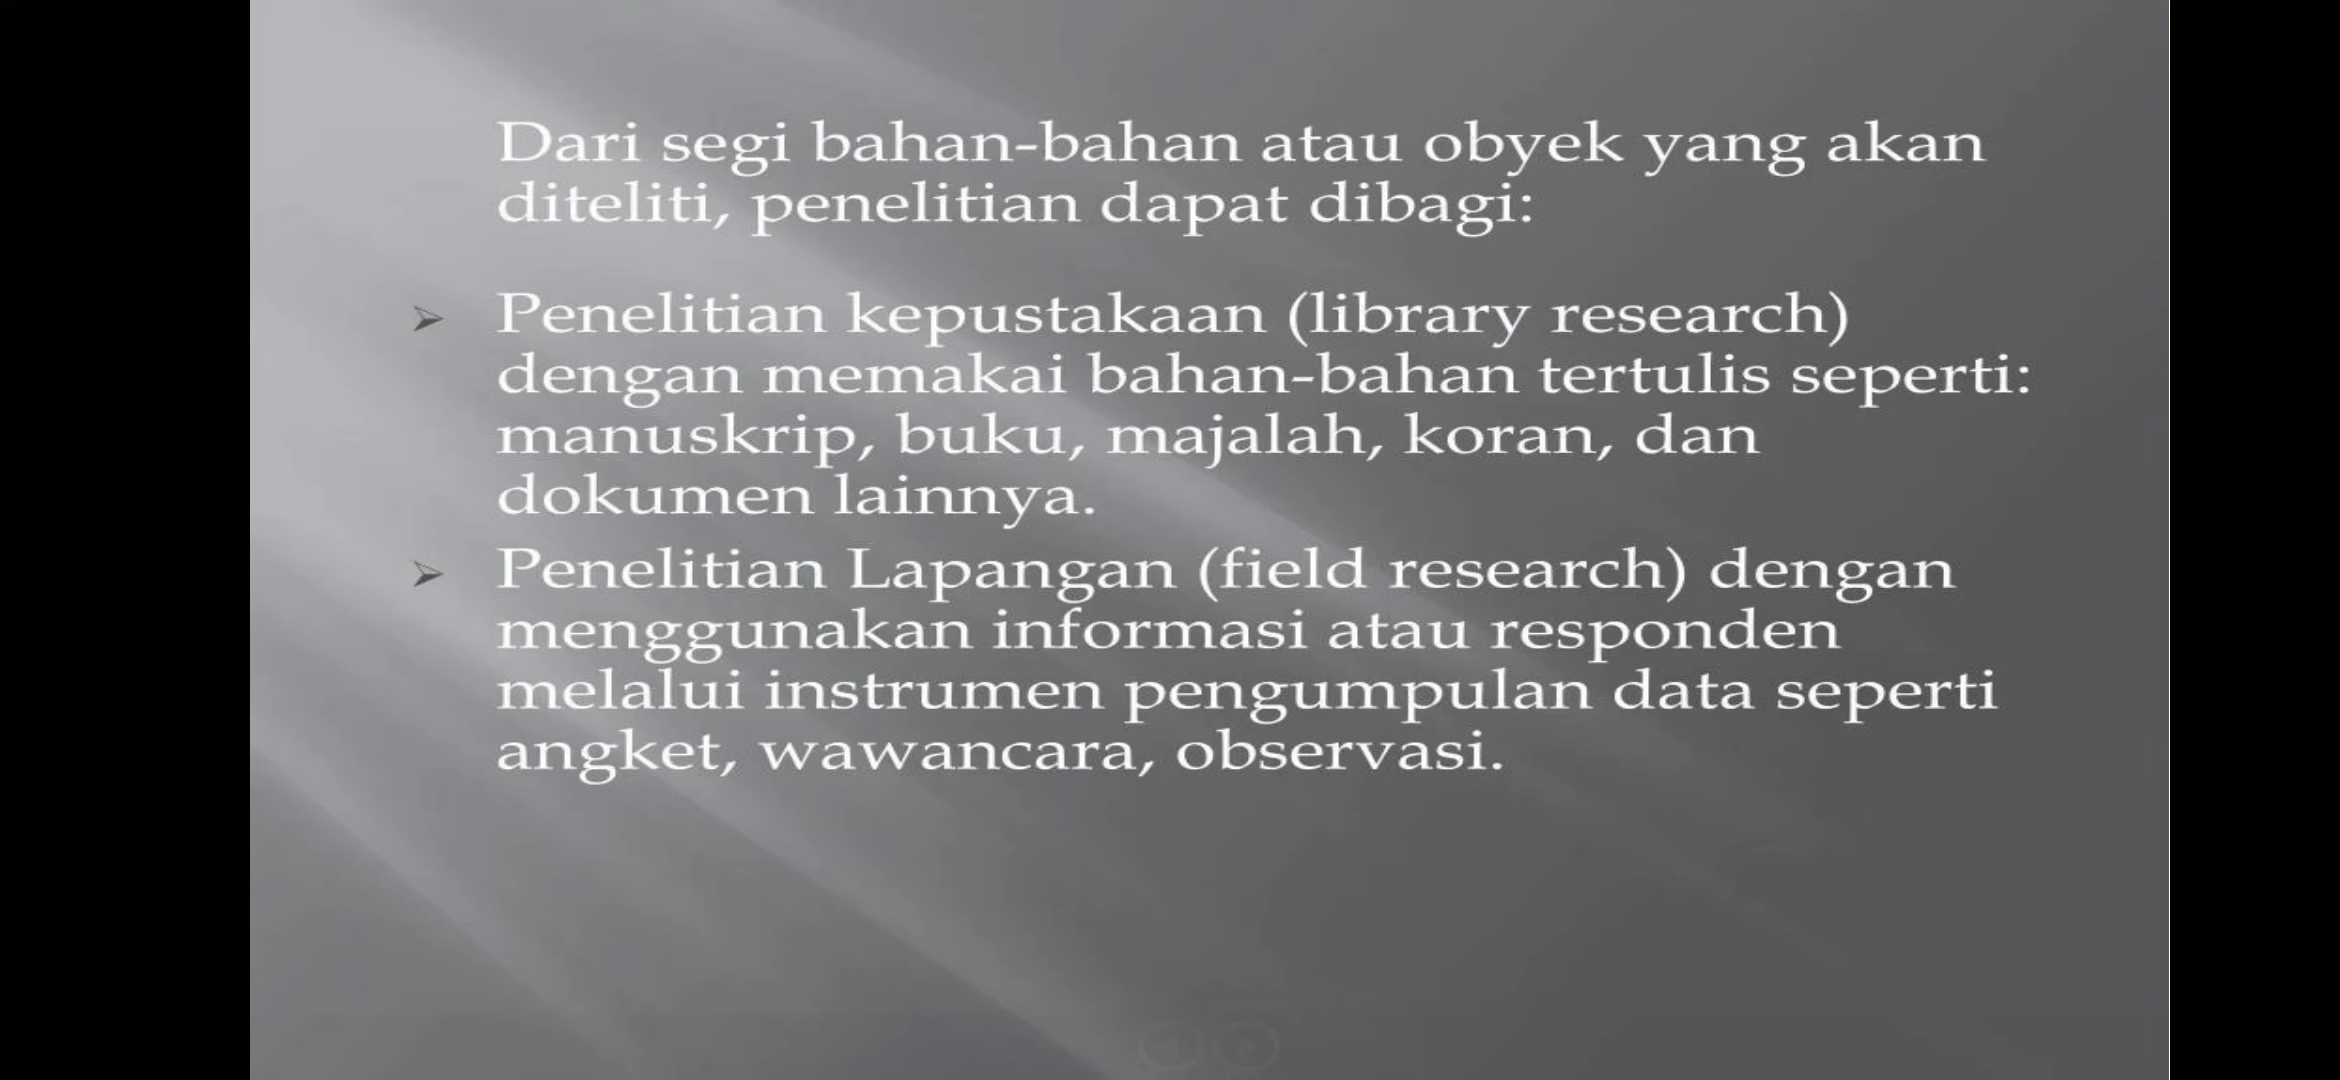 Dari segi bahan-bahan atau obyek yang akan
diteliti, penelitian dapat dibagi:
Penelitian kepustakaan (library research)
dengan memakai bahan-bahan tertulis seperti:
manuskrip, buku, majalah, koran, dan
dokumen lainnya.
Penelitian Lapangan (field research) dengan
menggunakan informasi atau responden
melalui instrumen pengumpulan data seperti
angket, wawancara, observasi.